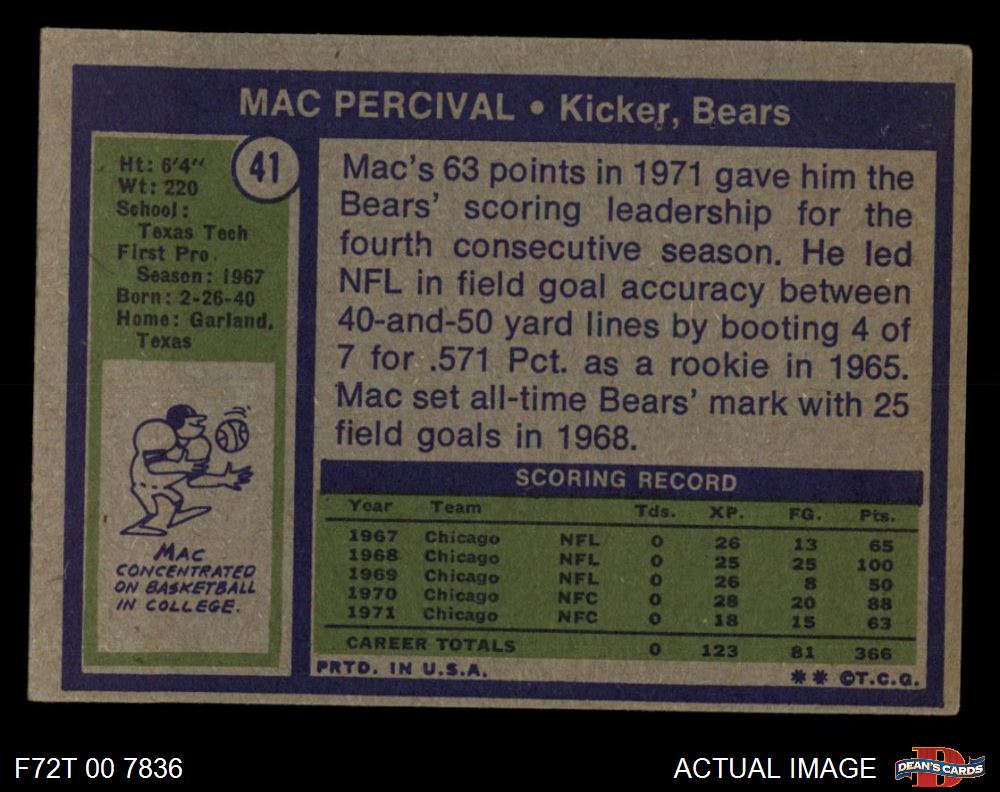 MAC PERCIVAL • Kicker, Bears
41
Ht: 6'4"
Wt: 220
School:
Texas Tech
First Pro
Season: 1967
Born: 2-26-40
Home: Garland,
Texas
MAC
CONCENTRATED
ON BASKETBALL
IN COLLEGE.
Mac's 63 points in 1971 gave him the
Bears' scoring leadership for the
fourth consecutive season. He led
NFL in field goal accuracy between
40-and-50 yard lines by booting 4 of
7 for .571 Pct. as a rookie in 1965.
Mac set all-time Bears' mark with 25
field goals in 1968.
SCORING RECORD
Year Team Tds. XP. FG. Pts.
1967 Chicago NFL 0 26 13 65
1968 Chicago NFL 0 25 25 100
1969 Chicago NFL 0 26 8 50
1970 Chicago NFC 0 28 20 88
1971 Chicago NFC 0 18 15 63
CAREER TOTALS 0 123 81 366
PRTD. IN U.S.A. ** ©T.C.G.
F72T 00 7836 ACTUAL IMAGE DEAN'S CARDS